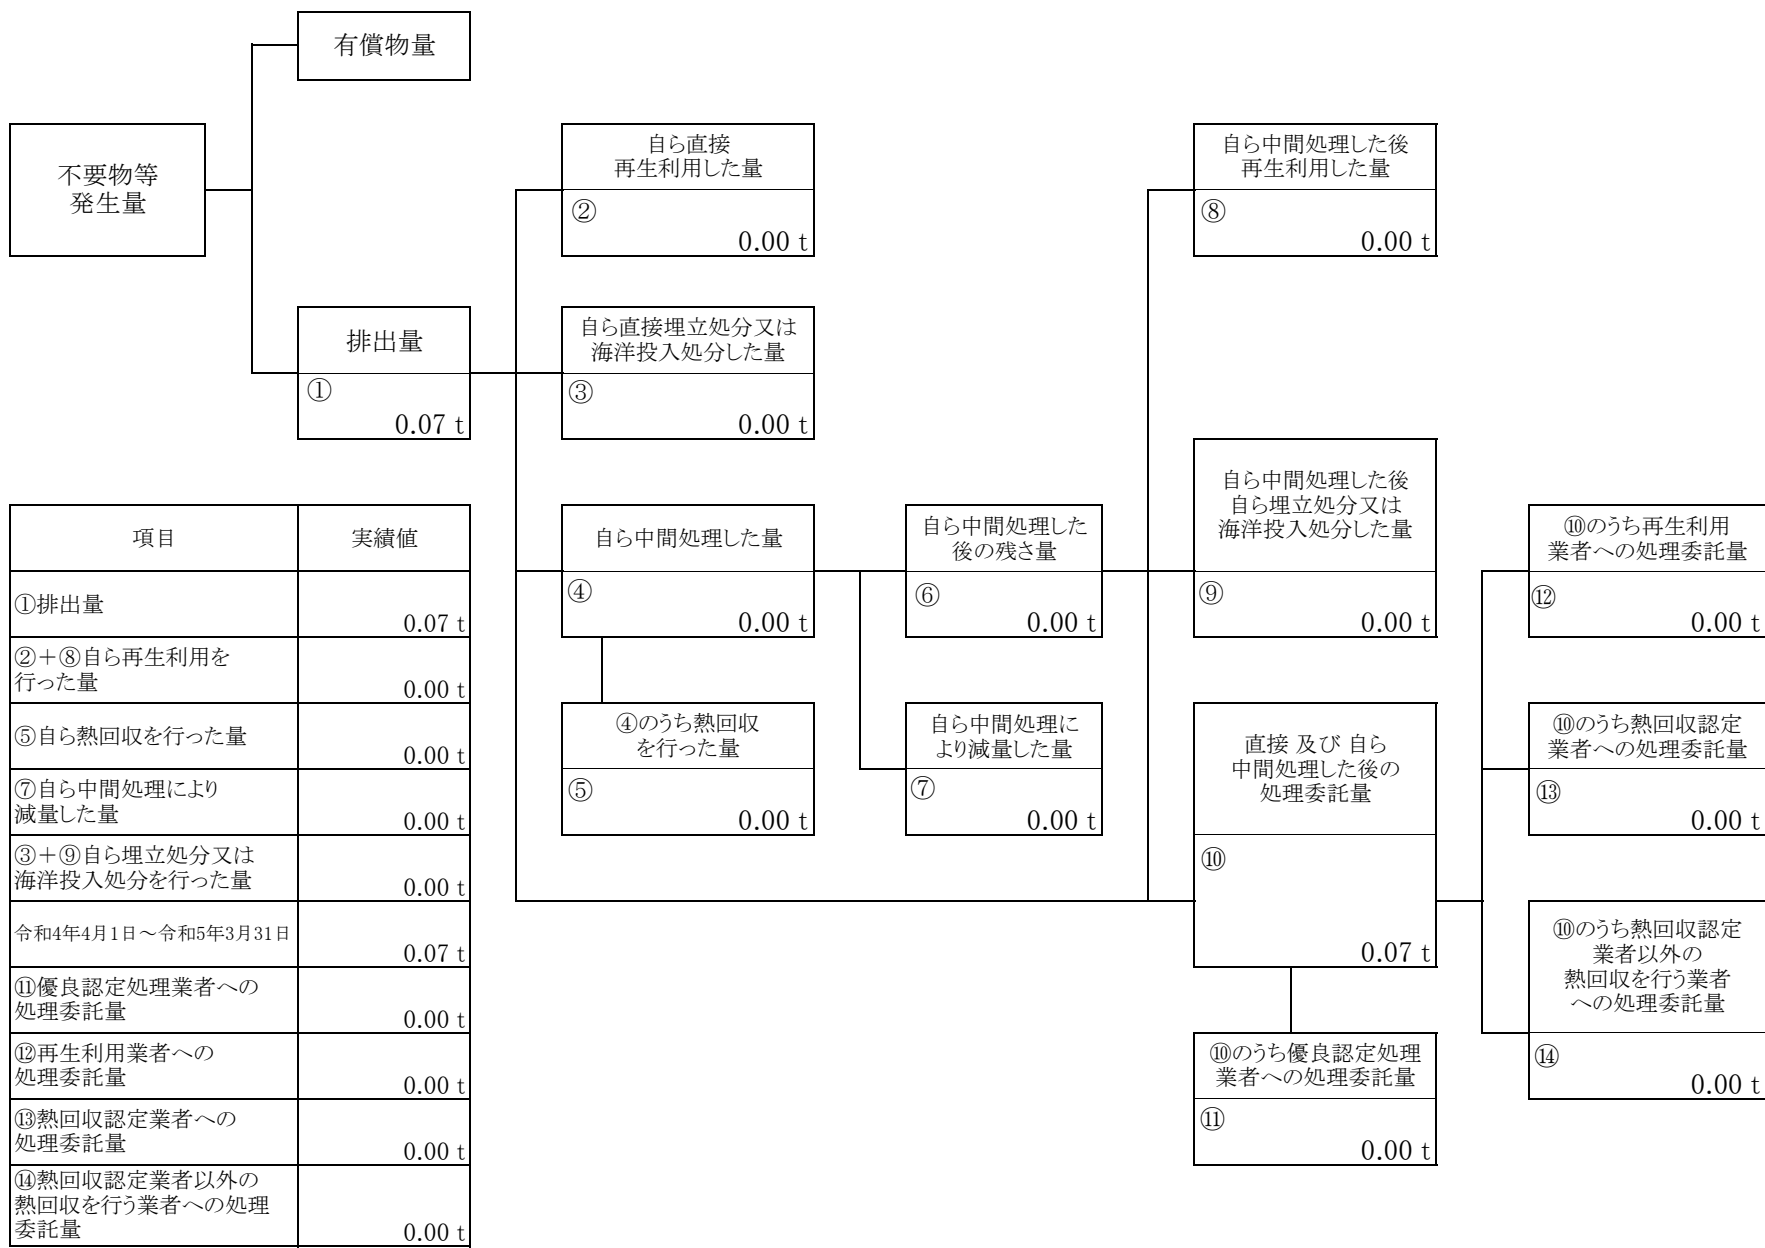 有償物量
不要物等
発生量
自ら直接
再生利用した量
②
0.00 t
自ら中間処理した後
再生利用した量
⑧
0.00 t
排出量
①
0.07 t
自ら直接埋立処分又は
海洋投入処分した量
③
0.00 t
自ら中間処理した量
④
0.00 t
自ら中間処理した
後の残さ量
⑥
0.00 t
自ら中間処理した後
自ら埋立処分又は
海洋投入処分した量
⑨
0.00 t
⑩のうち再生利用
業者への処理委託量
⑫
0.00 t
④のうち熱回収
を行った量
⑤
0.00 t
自ら中間処理に
より減量した量
⑦
0.00 t
直接 及び 自ら
中間処理した後の
処理委託量
⑩
0.07 t
⑩のうち熱回収認定
業者への処理委託量
⑬
0.00 t
⑩のうち熱回収認定
業者以外の
熱回収を行う業者
への処理委託量
⑭
0.00 t
⑩のうち優良認定処理
業者への処理委託量
⑪
0.00 t
項目 実績値
①排出量
0.07 t
②+⑧自ら再生利用を
行った量
0.00 t
⑤自ら熱回収を行った量
0.00 t
⑦自ら中間処理により
減量した量
0.00 t
③+⑨自ら埋立処分又は
海洋投入処分を行った量
0.00 t
令和4年4月1日～令和5年3月31日
0.07 t
⑪優良認定処理業者への
処理委託量
0.00 t
⑫再生利用業者への
処理委託量
0.00 t
⑬熱回収認定業者への
処理委託量
0.00 t
⑭熱回収認定業者以外の
熱回収を行う業者への処理
委託量
0.00 t